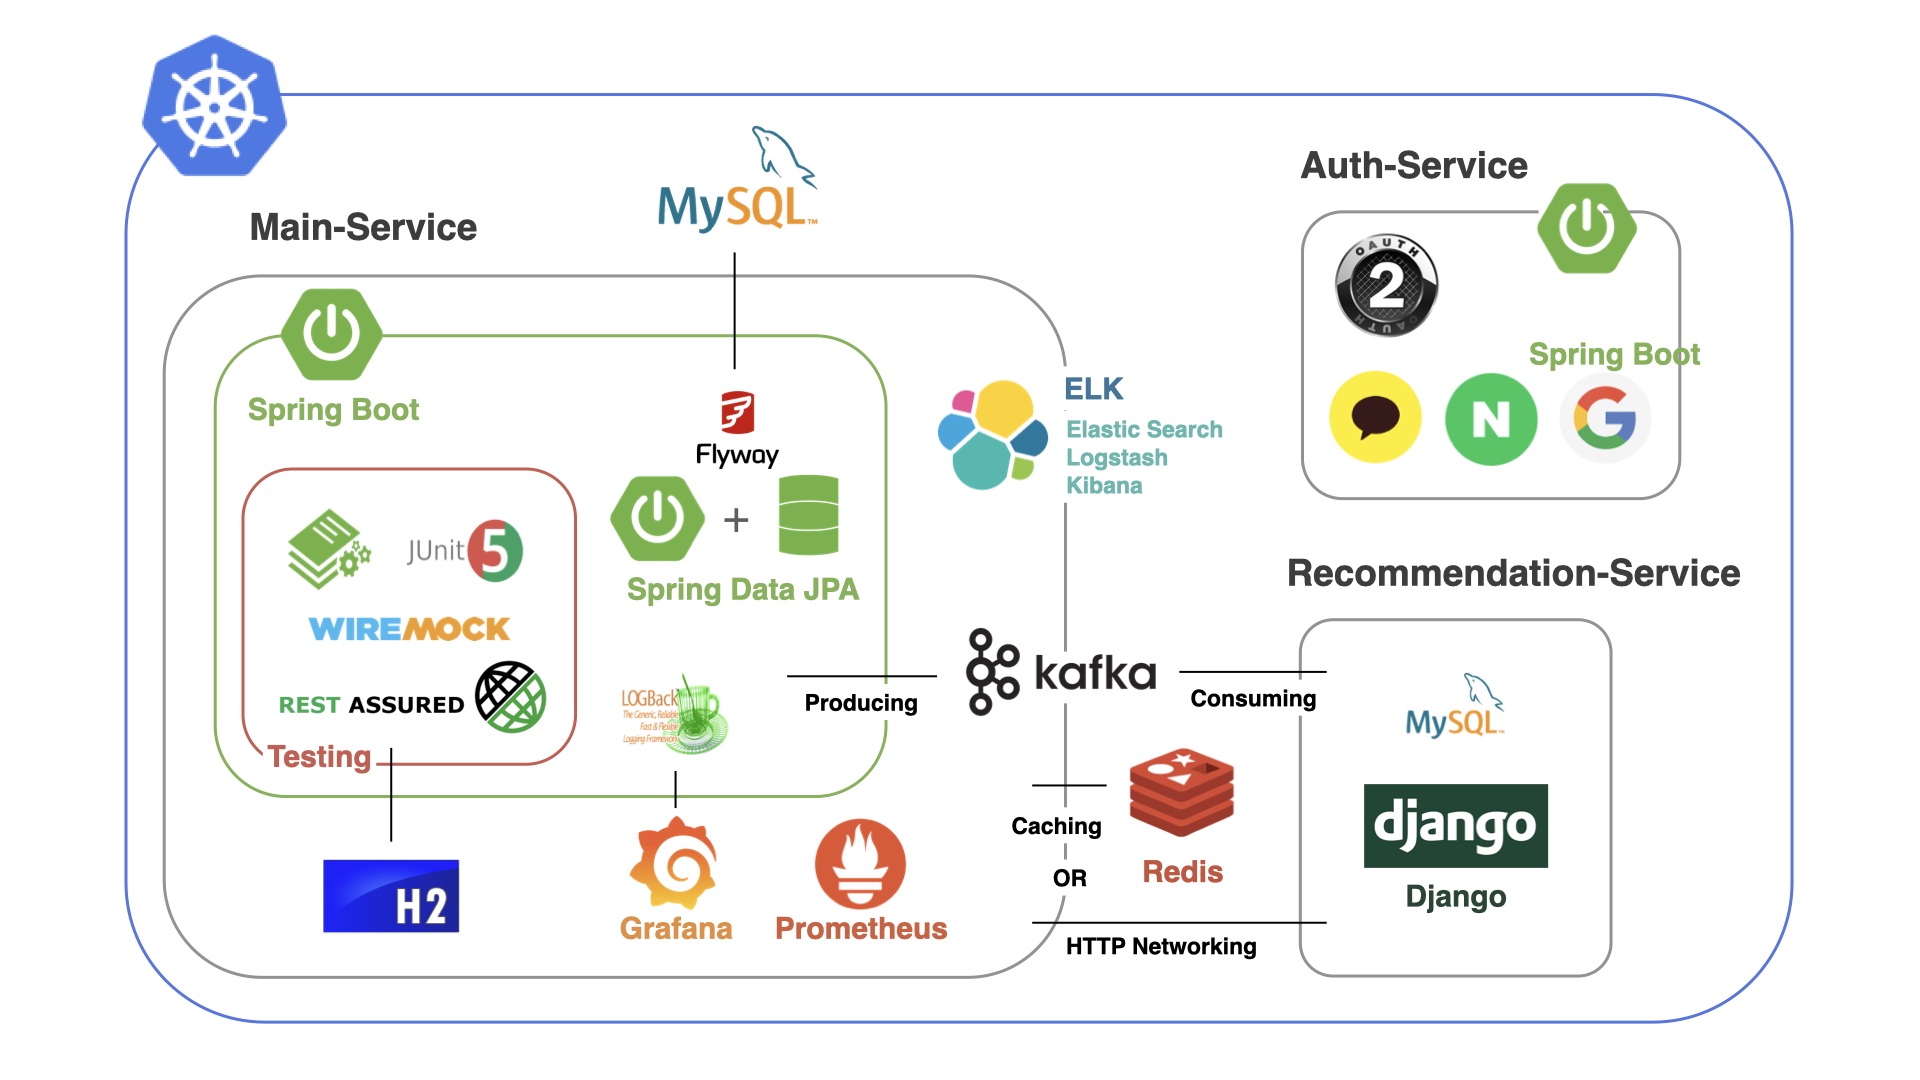 MySQL™
Auth-Service
OAUTH
2
OAUTH
Main-Service
Spring Boot
Spring Boot
N
G
Flyway
ELK
Elastic Search
Logstash
Kibana
JUnit 5
+
Spring Data JPA
WIREMOCK
REST ASSURED
Testing
LOGBack
The Generic, Reliable
Fast & Flexible
Logging Framework
Producing
kafka
Consuming
Recommendation-Service
MySQL™
django
Django
Caching
OR
Redis
HTTP Networking
H2
Grafana
Prometheus